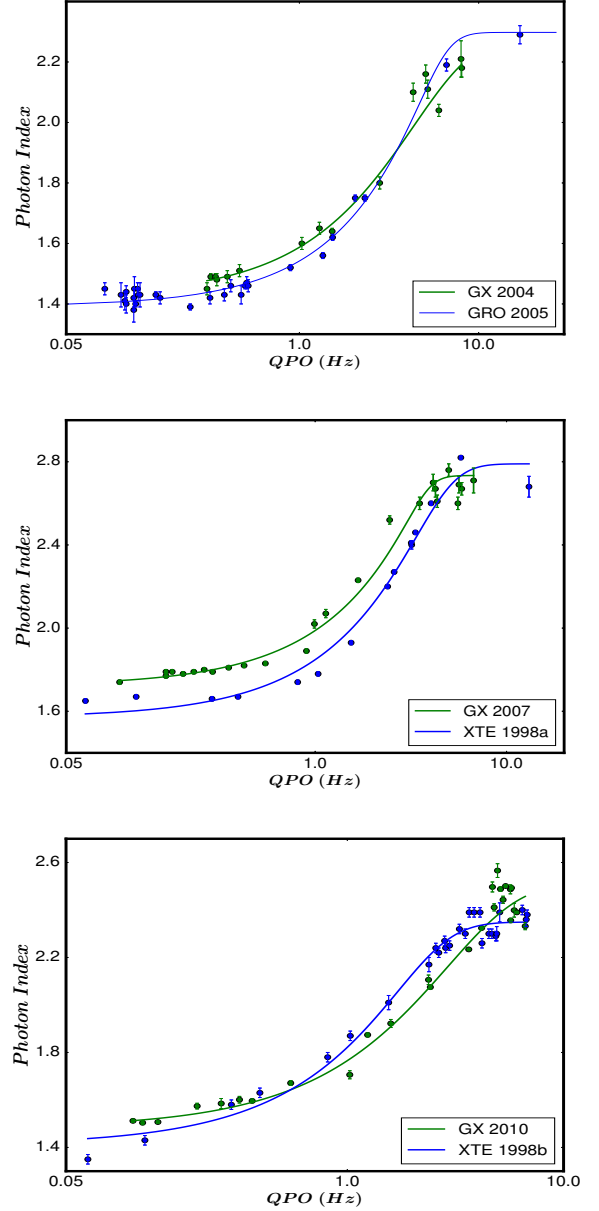 2.2
2.0
1.8
1.6
1.4
Photon Index
0.05
1.0
10.0
QPO (Hz)
GX 2004
GRO 2005
2.8
2.4
2.0
1.6
Photon Index
0.05
1.0
10.0
QPO (Hz)
GX 2007
XTE 1998a
2.6
2.2
1.8
1.4
Photon Index
0.05
1.0
10.0
QPO (Hz)
GX 2010
XTE 1998b